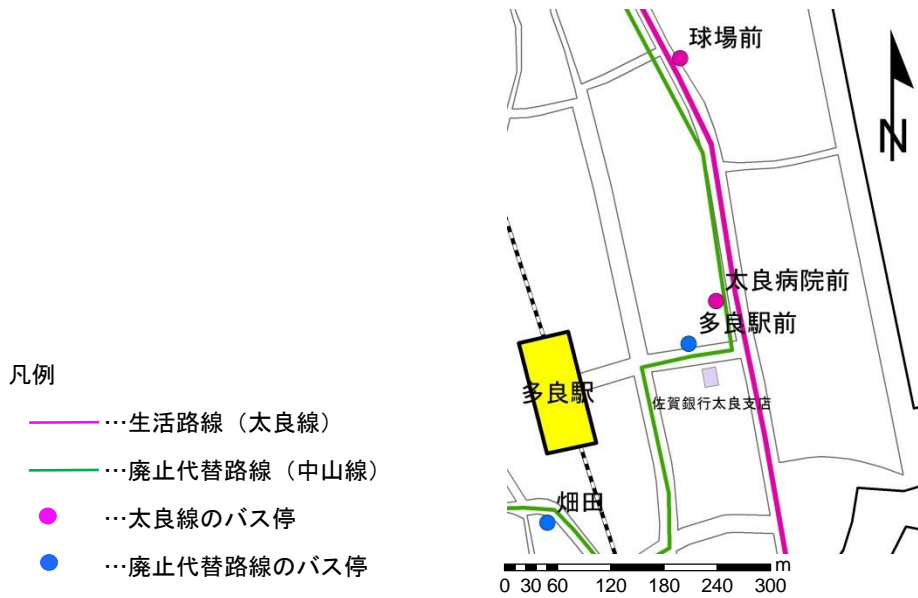 球場前
N
太良病院前
多良駅前
多良駅
佐賀銀行太良支店
畑田
凡例
…生活路線（太良線）
…廃止代替路線（中山線）
…太良線のバス停
…廃止代替路線のバス停
0 30 60 120 180 240 300 m